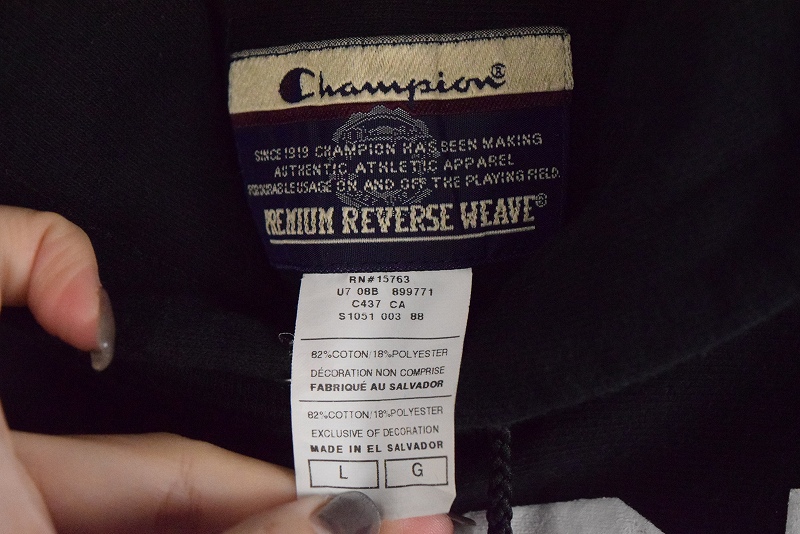 Champion®
SINCE 1919 CHAMPION HAS BEEN MAKING
AUTHENTIC ATHLETIC APPAREL
FOR DURABLE USAGE ON AND OFF THE PLAYING FIELD.
PREMIUM REVERSE WEAVE®
RN#15763
U7 08B 899771
C437 CA
S1051 003 88
82%COTON/18%POLYESTER
DÉCORATION NON COMPRISE
FABRIQUÉ AU SALVADOR
82%COTTON/18%POLYESTER
EXCLUSIVE OF DECORATION
MADE IN EL SALVADOR
L G